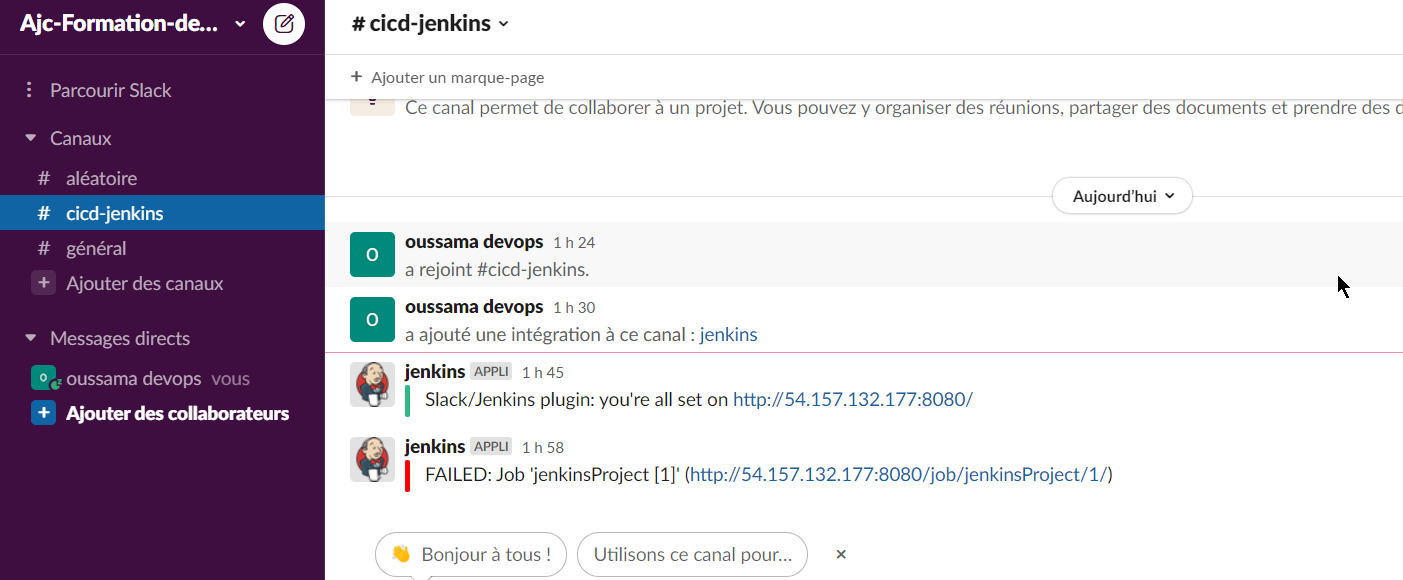 Ajc-Formation-de...
# cicd-jenkins
+ Ajouter un marque-page
Parcourir Slack
Canaux
# aléatoire
# cicd-jenkins
# général
+ Ajouter des canaux
Messages directs
O oussama devops vous
+ Ajouter des collaborateurs
Ce canal permet de collaborer à un projet. Vous pouvez y organiser des réunions, partager des documents et prendre des d
Aujourd'hui
O
oussama devops 1 h 24
a rejoint #cicd-jenkins.
O
oussama devops 1 h 30
a ajouté une intégration à ce canal : jenkins
jenkins APPLI 1 h 45
Slack/Jenkins plugin: you're all set on http://54.157.132.177:8080/
jenkins APPLI 1 h 58
FAILED: Job 'jenkinsProject [1]' (http://54.157.132.177:8080/job/jenkinsProject/1/)
👋 Bonjour à tous !
Utilisons ce canal pour...